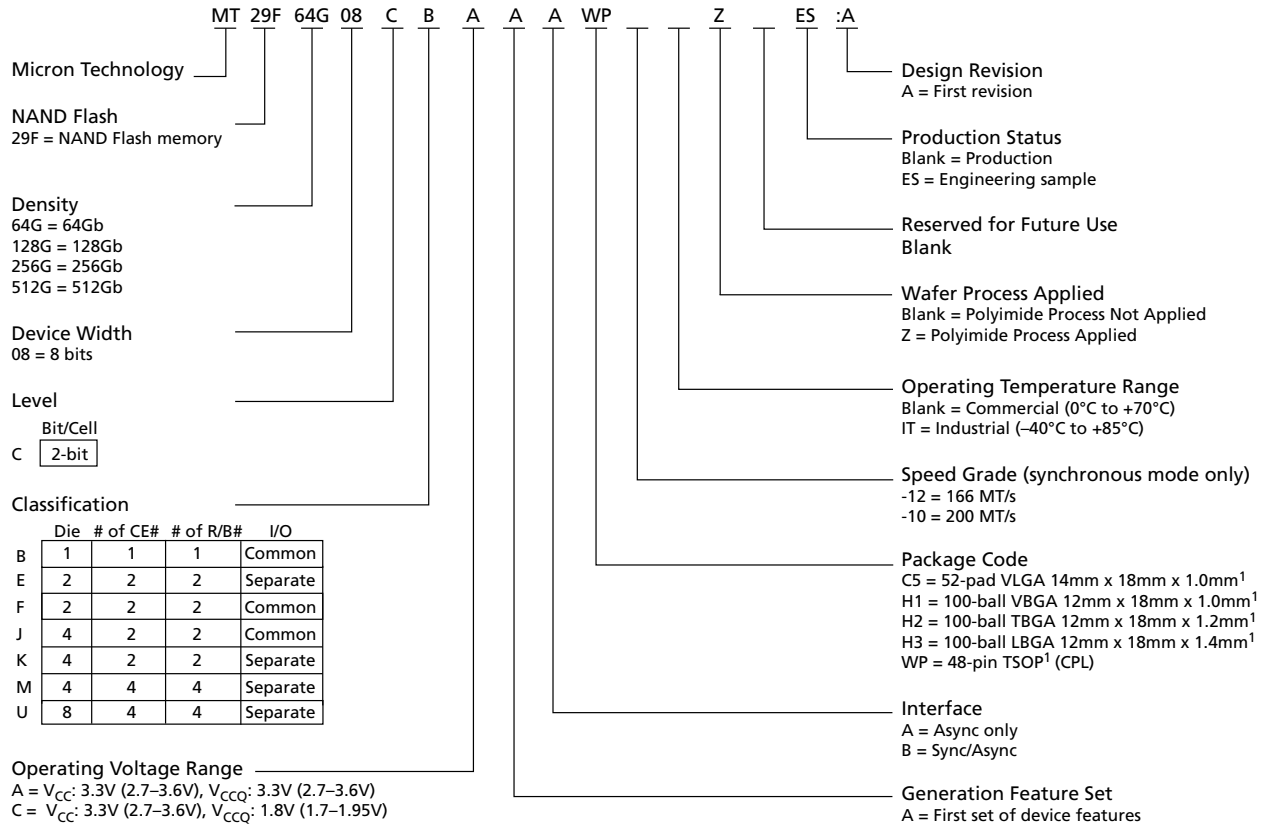 MT 29F 64G 08 C B A A A WP Z ES :A
Micron Technology
NAND Flash
29F = NAND Flash memory
Density
64G = 64Gb
128G = 128Gb
256G = 256Gb
512G = 512Gb
Device Width
08 = 8 bits
Level
Bit/Cell
C 2-bit
Classification
Die # of CE# # of R/B# I/O
B 1 1 1 Common
E 2 2 2 Separate
F 2 2 2 Common
J 4 2 2 Common
K 4 2 2 Separate
M 4 4 4 Separate
U 8 4 4 Separate
Operating Voltage Range
A = VCC: 3.3V (2.7–3.6V), VCCQ: 3.3V (2.7–3.6V)
C = VCC: 3.3V (2.7–3.6V), VCCQ: 1.8V (1.7–1.95V)
Design Revision
A = First revision
Production Status
Blank = Production
ES = Engineering sample
Reserved for Future Use
Blank
Wafer Process Applied
Blank = Polyimide Process Not Applied
Z = Polyimide Process Applied
Operating Temperature Range
Blank = Commercial (0°C to +70°C)
IT = Industrial (–40°C to +85°C)
Speed Grade (synchronous mode only)
-12 = 166 MT/s
-10 = 200 MT/s
Package Code
C5 = 52-pad VLGA 14mm x 18mm x 1.0mm1
H1 = 100-ball VBGA 12mm x 18mm x 1.0mm1
H2 = 100-ball TBGA 12mm x 18mm x 1.2mm1
H3 = 100-ball LBGA 12mm x 18mm x 1.4mm1
WP = 48-pin TSOP1 (CPL)
Interface
A = Async only
B = Sync/Async
Generation Feature Set
A = First set of device features